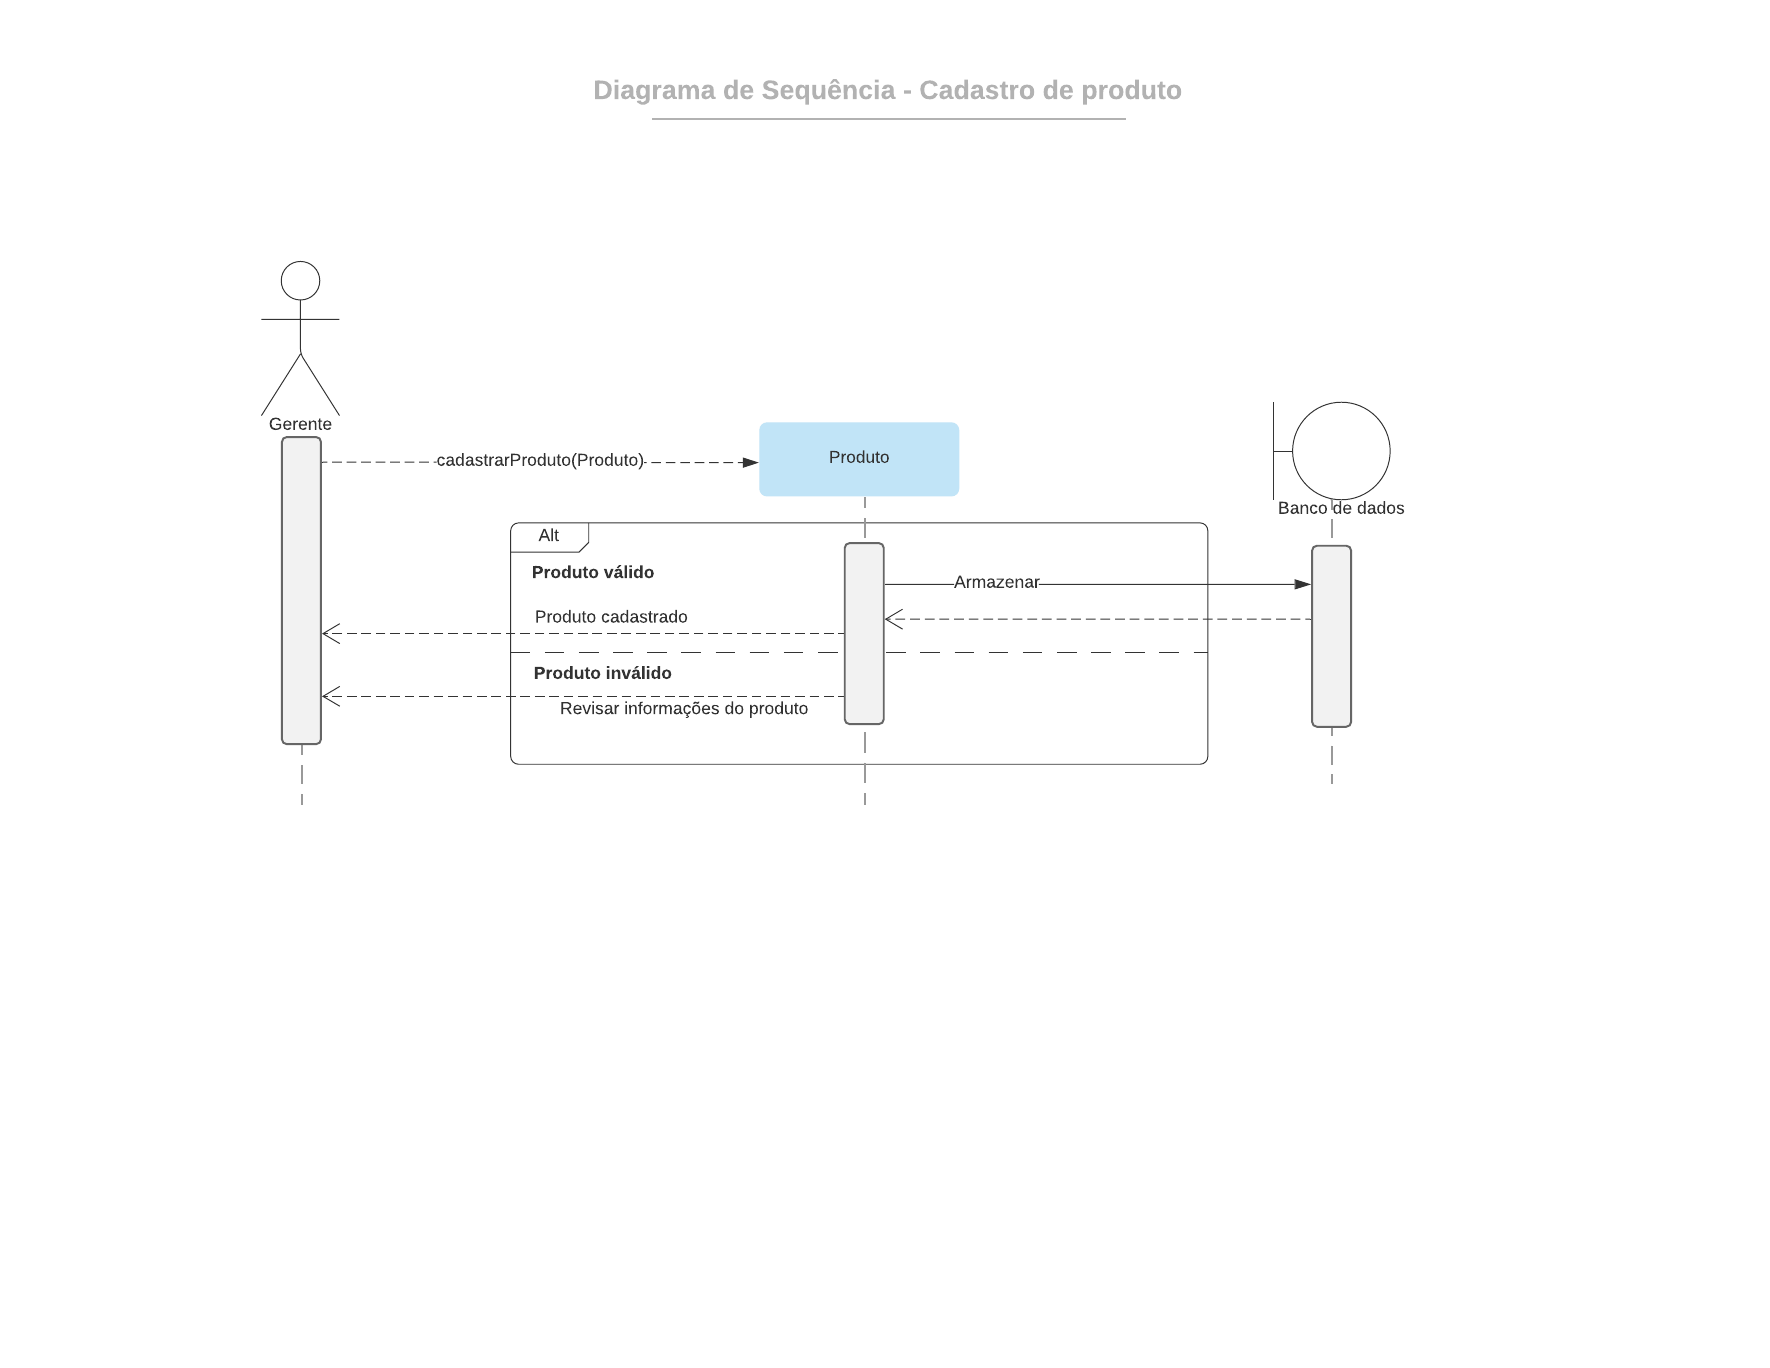 Diagrama de Sequência - Cadastro de produto
Gerente
cadastrarProduto(Produto)
Produto
Banco de dados
Alt
Produto válido
Armazenar
Produto cadastrado
Produto inválido
Revisar informações do produto